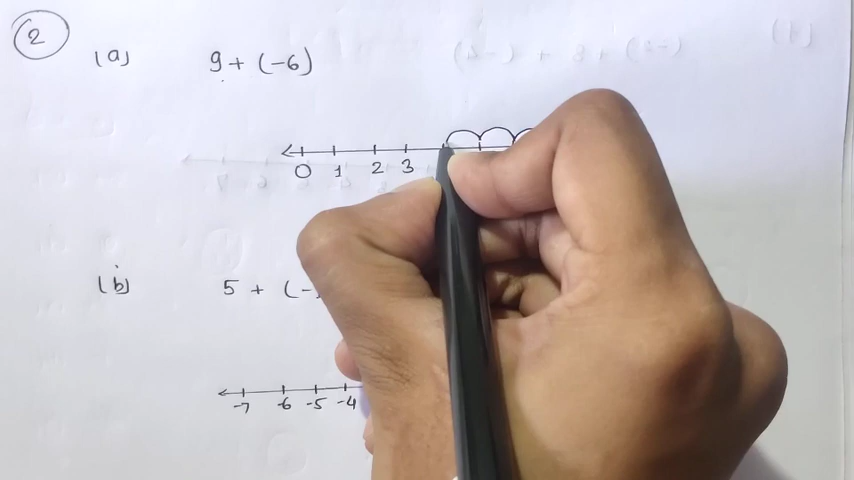 2
(a) 9 + (-6)
0 1 2 3
(b) 5 + (-
-7 -6 -5 -4